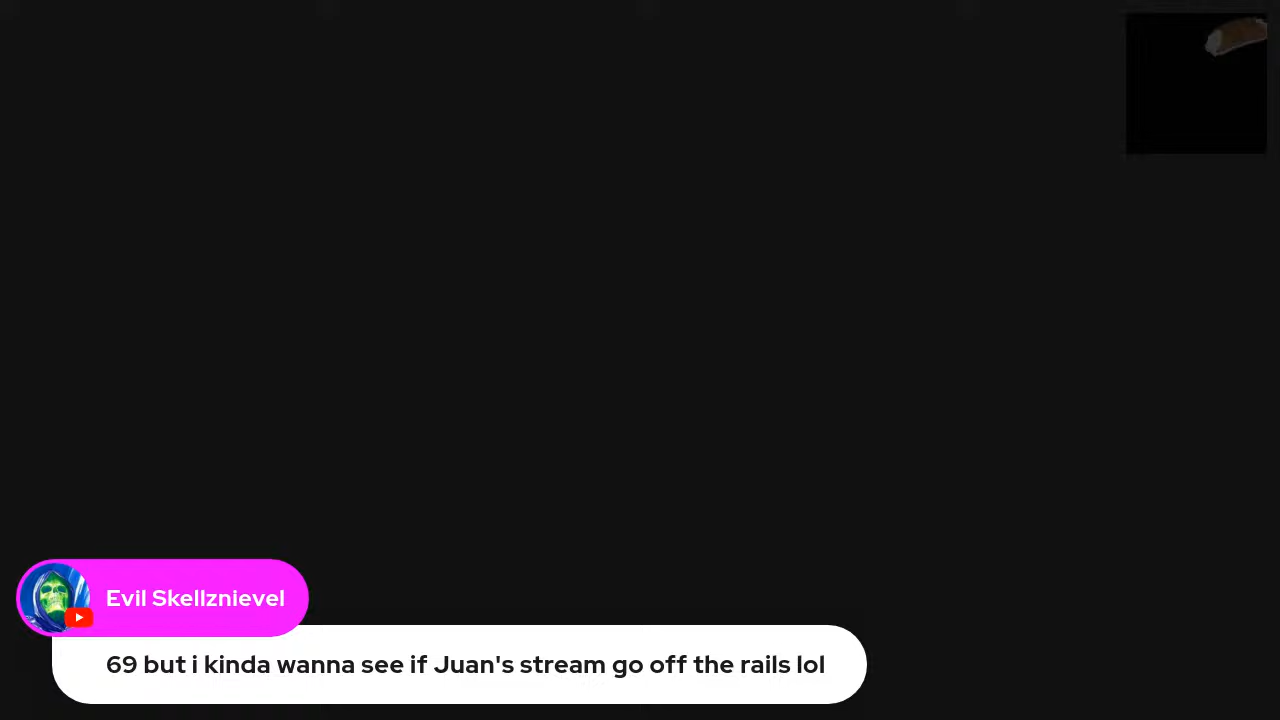 Evil Skellznievel
69 but i kinda wanna see if Juan's stream go off the rails lol